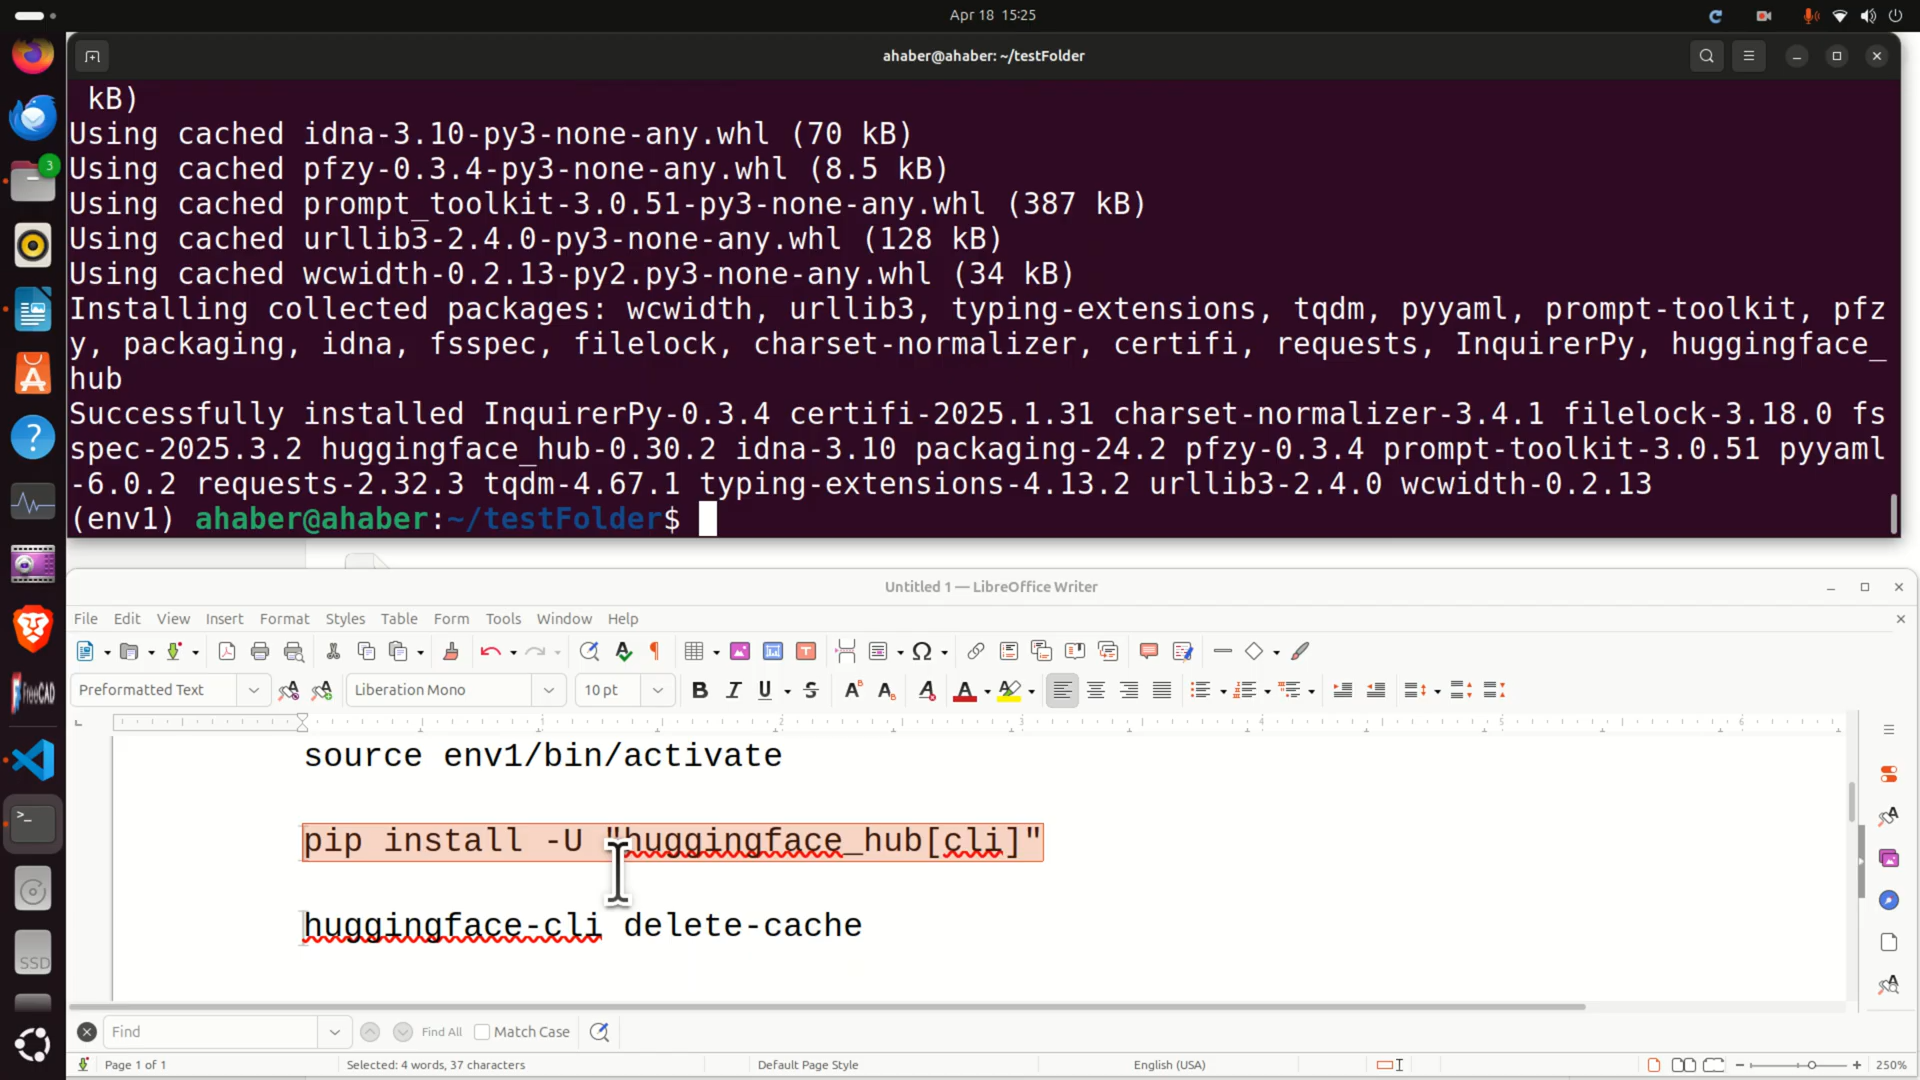 Apr 18 15:25
ahaber@ahaber: ~/testFolder
kB)
Using cached idna-3.10-py3-none-any.whl (70 kB)
Using cached pfzy-0.3.4-py3-none-any.whl (8.5 kB)
Using cached prompt_toolkit-3.0.51-py3-none-any.whl (387 kB)
Using cached urllib3-2.4.0-py3-none-any.whl (128 kB)
Using cached wcwidth-0.2.13-py2.py3-none-any.whl (34 kB)
Installing collected packages: wcwidth, urllib3, typing-extensions, tqdm, pyyaml, prompt-toolkit, pfz
y, packaging, idna, fsspec, filelock, charset-normalizer, certifi, requests, InquirerPy, huggingface_
hub
Successfully installed InquirerPy-0.3.4 certifi-2025.1.31 charset-normalizer-3.4.1 filelock-3.18.0 fs
spec-2025.3.2 huggingface_hub-0.30.2 idna-3.10 packaging-24.2 pfzy-0.3.4 prompt-toolkit-3.0.51 pyyaml
-6.0.2 requests-2.32.3 tqdm-4.67.1 typing-extensions-4.13.2 urllib3-2.4.0 wcwidth-0.2.13
(env1) ahaber@ahaber:~/testFolder$
3
FreeCAD
SSD
Untitled 1 — LibreOffice Writer
File Edit View Insert Format Styles Table Form Tools Window Help
Preformatted Text Liberation Mono 10 pt
1 2 3 4 5 6
source env1/bin/activate
pip install -U "huggingface_hub[cli]"
huggingface-cli delete-cache
Find Find All Match Case
Page 1 of 1 Selected: 4 words, 37 characters Default Page Style English (USA) 250%